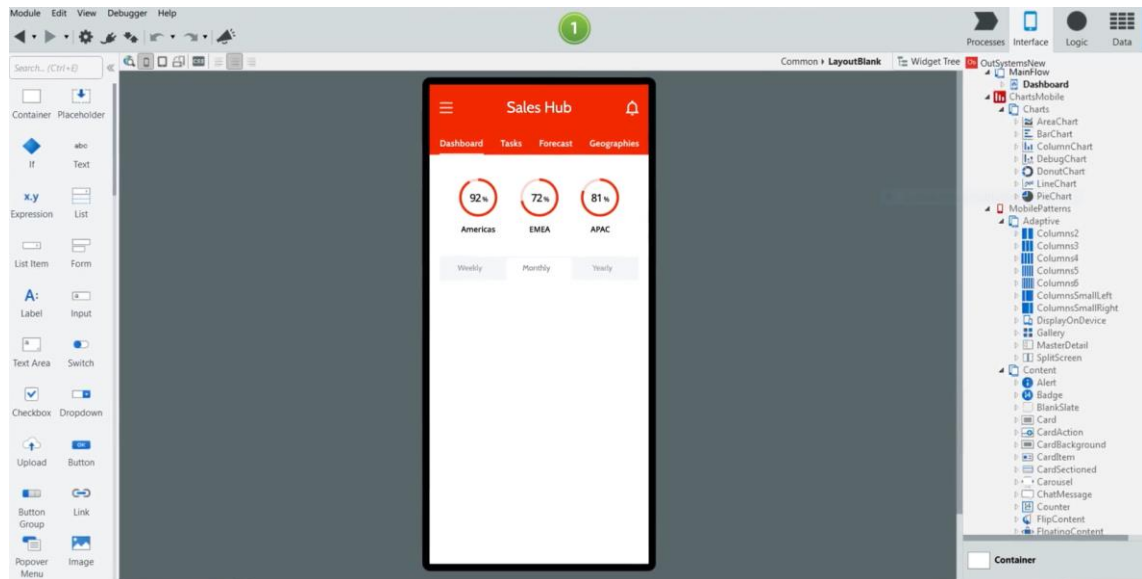 Module Edit View Debugger Help
1
Processes Interface Logic Data
Search... (Ctrl+E)
Common LayoutBlank Widget Tree
Os OutSystemsNew
MainFlow
Dashboard
ChartsMobile
Charts
AreaChart
BarChart
ColumnChart
DebugChart
DonutChart
LineChart
PieChart
MobilePatterns
Adaptive
Columns2
Columns3
Columns4
Columns5
Columns6
ColumnsSmallLeft
ColumnsSmallRight
DisplayOnDevice
Gallery
MasterDetail
SplitScreen
Content
Alert
Badge
BlankSlate
Card
CardAction
CardBackground
CardItem
CardSectioned
Carousel
ChatMessage
Counter
FlipContent
FloatingContent
Container
Container Placeholder
abc
If Text
x.y
Expression List
List Item Form
A:
Label Input
Text Area Switch
Checkbox Dropdown
OK
Upload Button
Button Group Link
Popover Menu Image
Sales Hub
Dashboard Tasks Forecast Geographies
92% 72% 81%
Americas EMEA APAC
Weekly Monthly Yearly